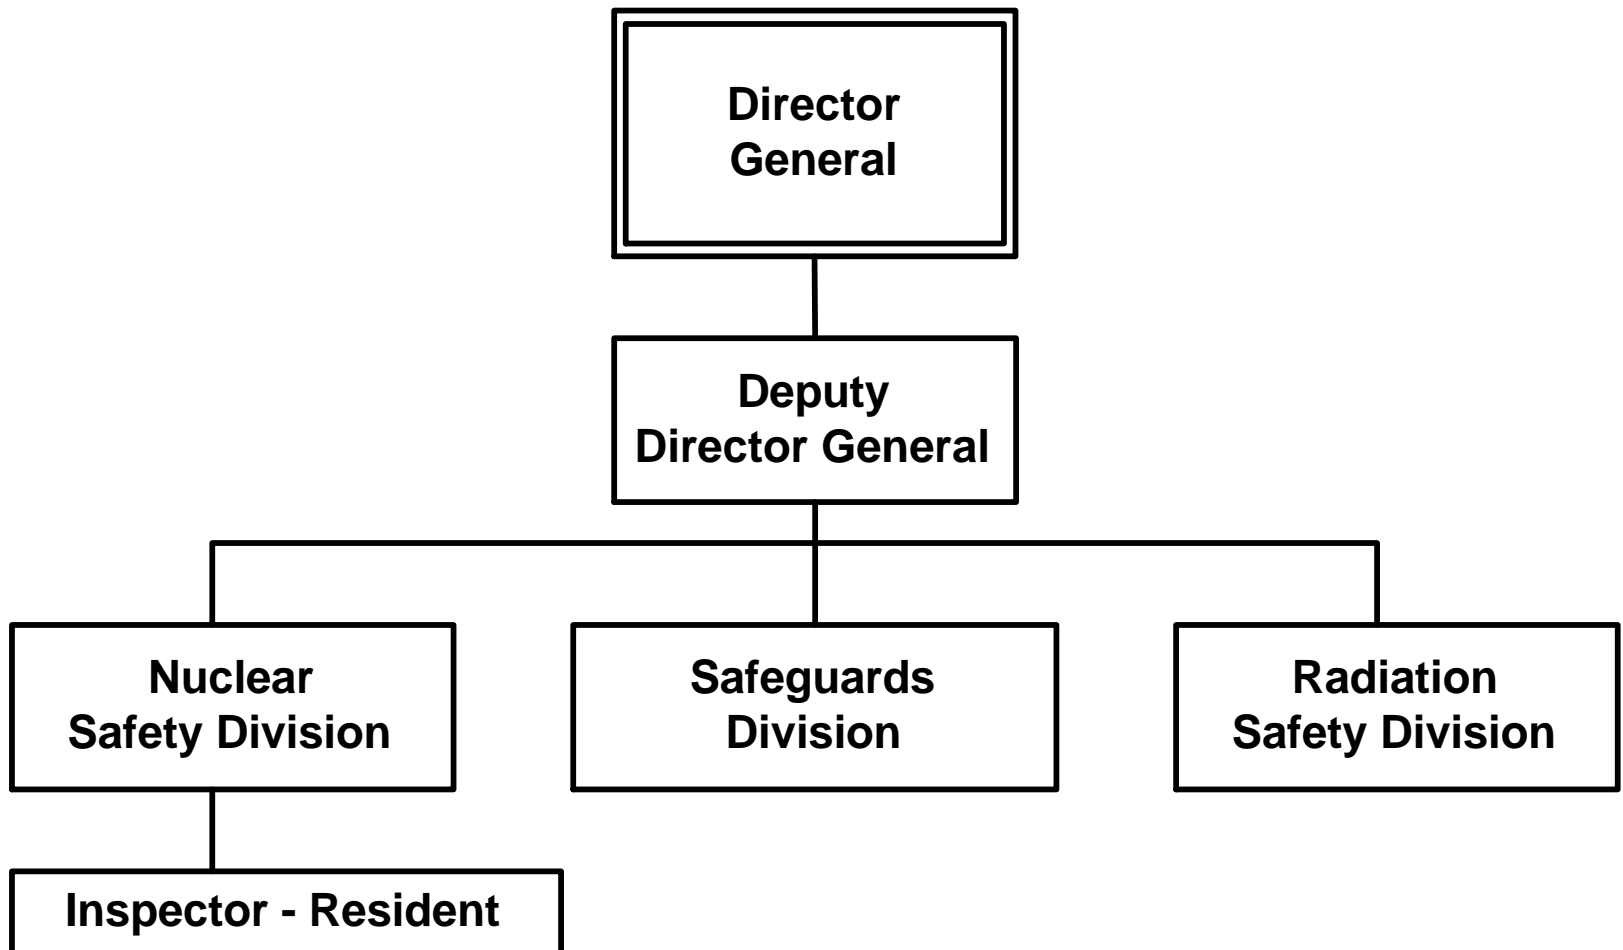 Director
General
Deputy
Director General
Nuclear
Safety Division
Safeguards
Division
Radiation
Safety Division
Inspector - Resident